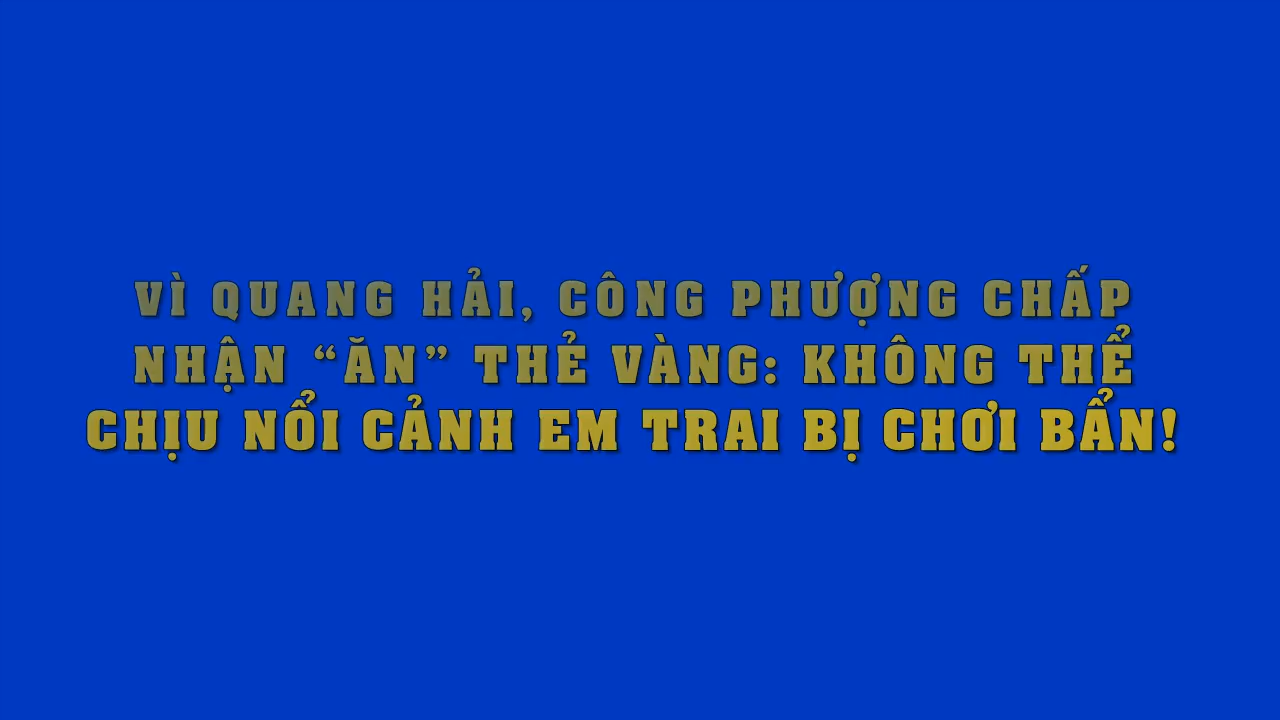 VÌ QUANG HẢI, CÔNG PHƯỢNG CHẤP
NHẬN “ĂN” THẺ VÀNG: KHÔNG THỂ
CHỊU NỔI CẢNH EM TRAI BỊ CHƠI BẨN!